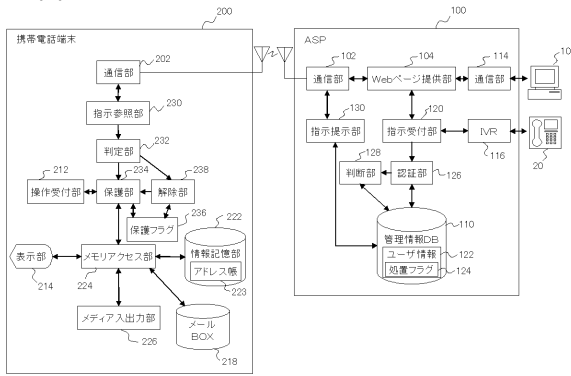 200
携帯電話端末
202
通信部
230
指示参照部
232
判定部
212
234
238
操作受付部
保護部
解除部
236
保護フラグ
222
情報記憶部
アドレス帳
223
表示部
214
メモリアクセス部
224
メディア入出力部
226
メール
BOX
218
100
ASP
102
104
114
10
通信部
Webページ提供部
通信部
130
120
指示提示部
指示受付部
IVR
116
20
128
判断部
認証部
126
110
管理情報DB
ユーザ情報
122
処置フラグ
124